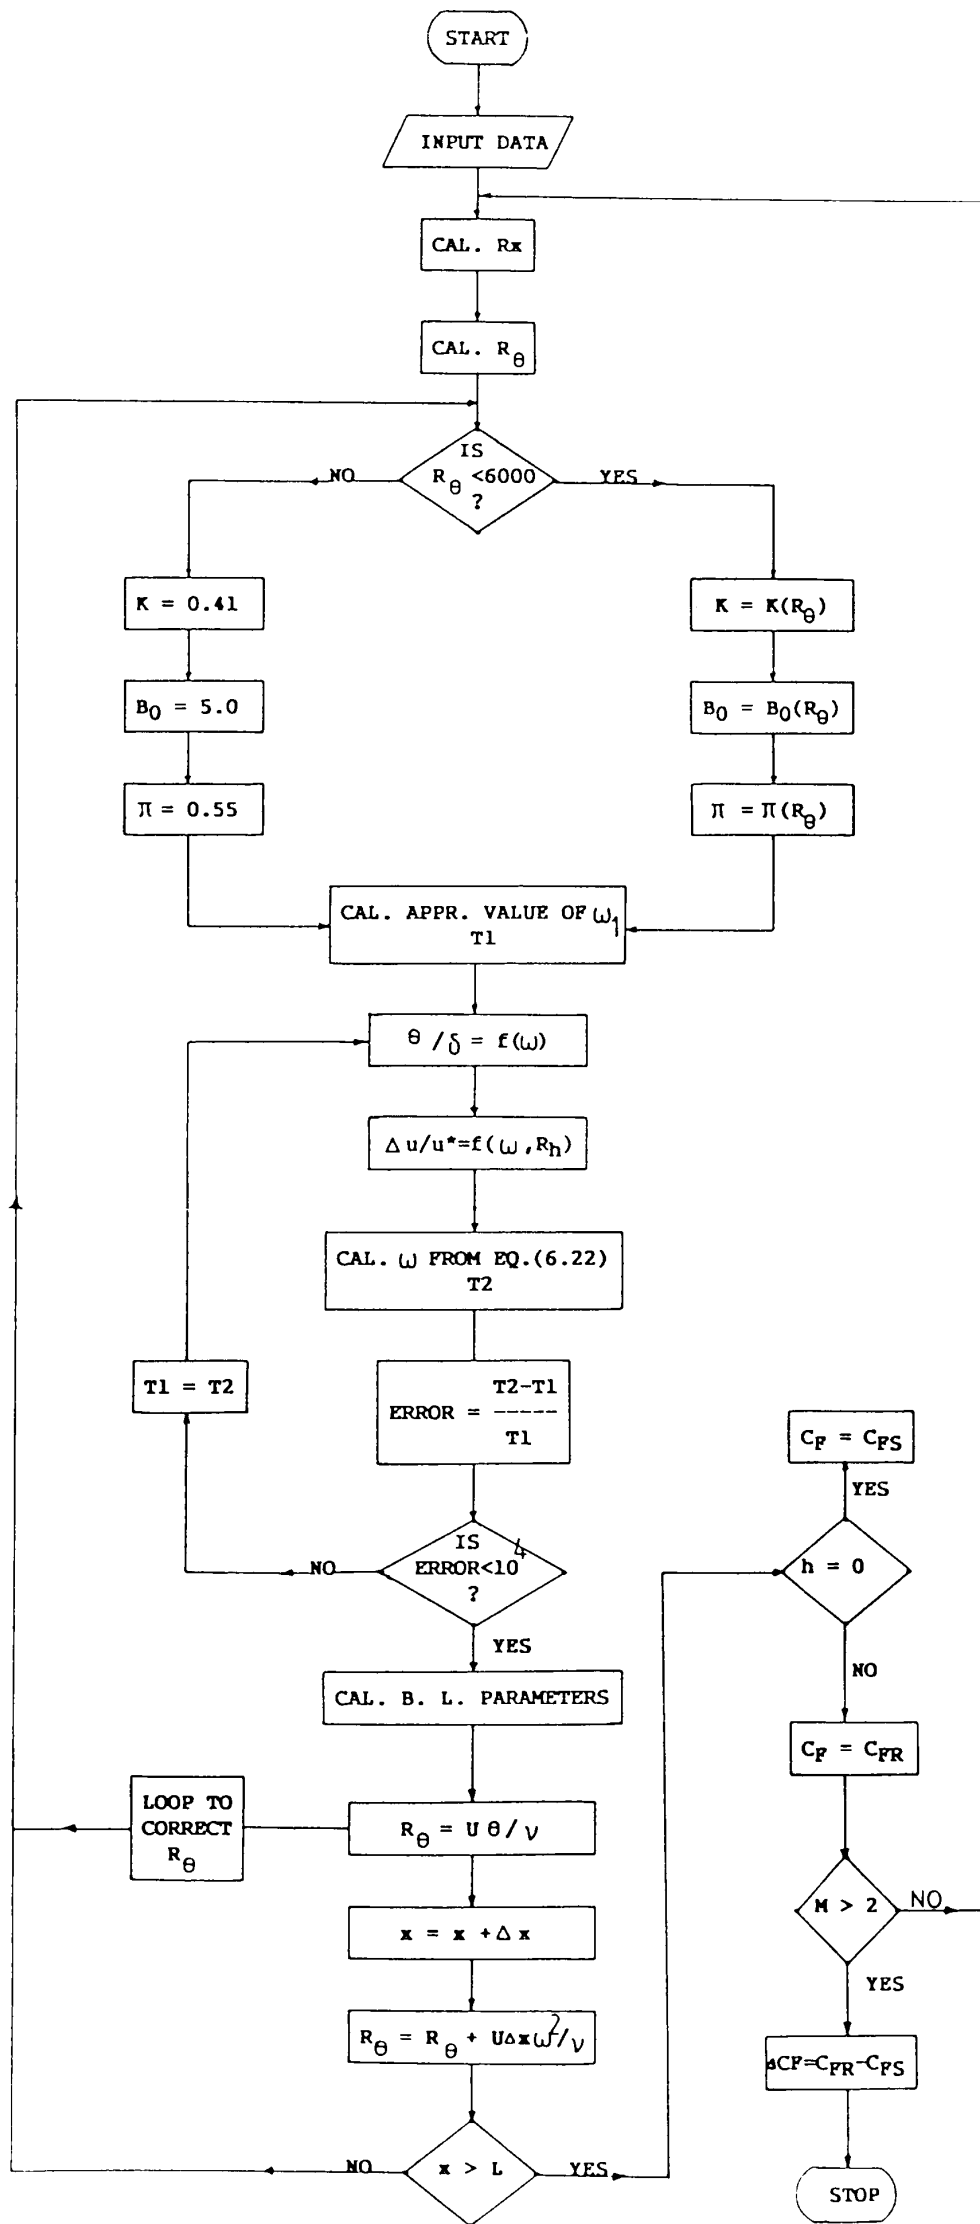 START
INPUT DATA
CAL. Rx
CAL. Rθ
IS
Rθ <6000
?
NO
YES
K = 0.41
K = K(Rθ)
B0 = 5.0
B0 = B0(Rθ)
Π = 0.55
Π = Π(Rθ)
CAL. APPR. VALUE OF ω1
T1
θ /δ = f(ω)
Δu/u*=f(ω,Rh)
CAL. ω FROM EQ.(6.22)
T2
T1 = T2
T2-T1
ERROR = -----
T1
IS
ERROR<10 4
?
NO
YES
CAL. B. L. PARAMETERS
LOOP TO
CORRECT
Rθ
Rθ = U θ/ν
x = x + Δx
Rθ = Rθ + UΔxω2/ν
x > L
NO
YES
CF = CFS
YES
h = 0
NO
CF = CFR
M > 2
NO
YES
ΔCF=CFR-CFS
STOP